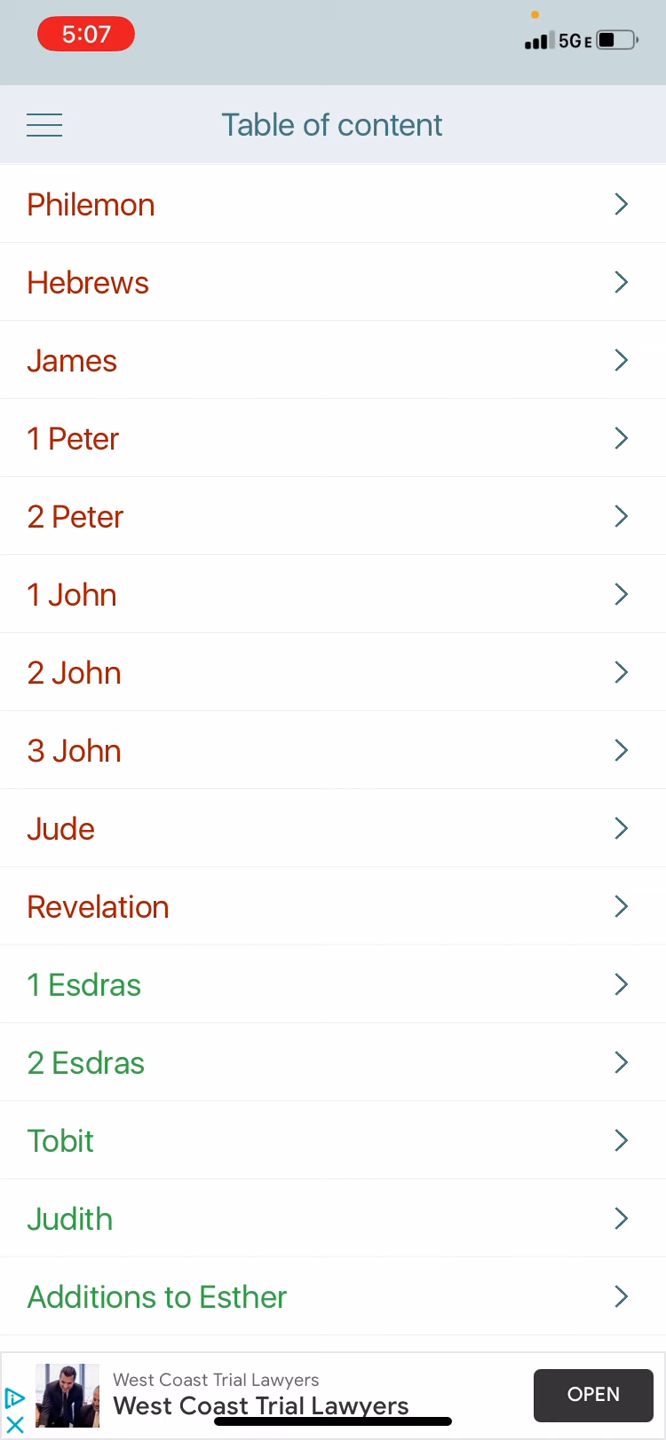 5:07
5G E
Table of content
Philemon
Hebrews
James
1 Peter
2 Peter
1 John
2 John
3 John
Jude
Revelation
1 Esdras
2 Esdras
Tobit
Judith
Additions to Esther
West Coast Trial Lawyers
West Coast Trial Lawyers
OPEN